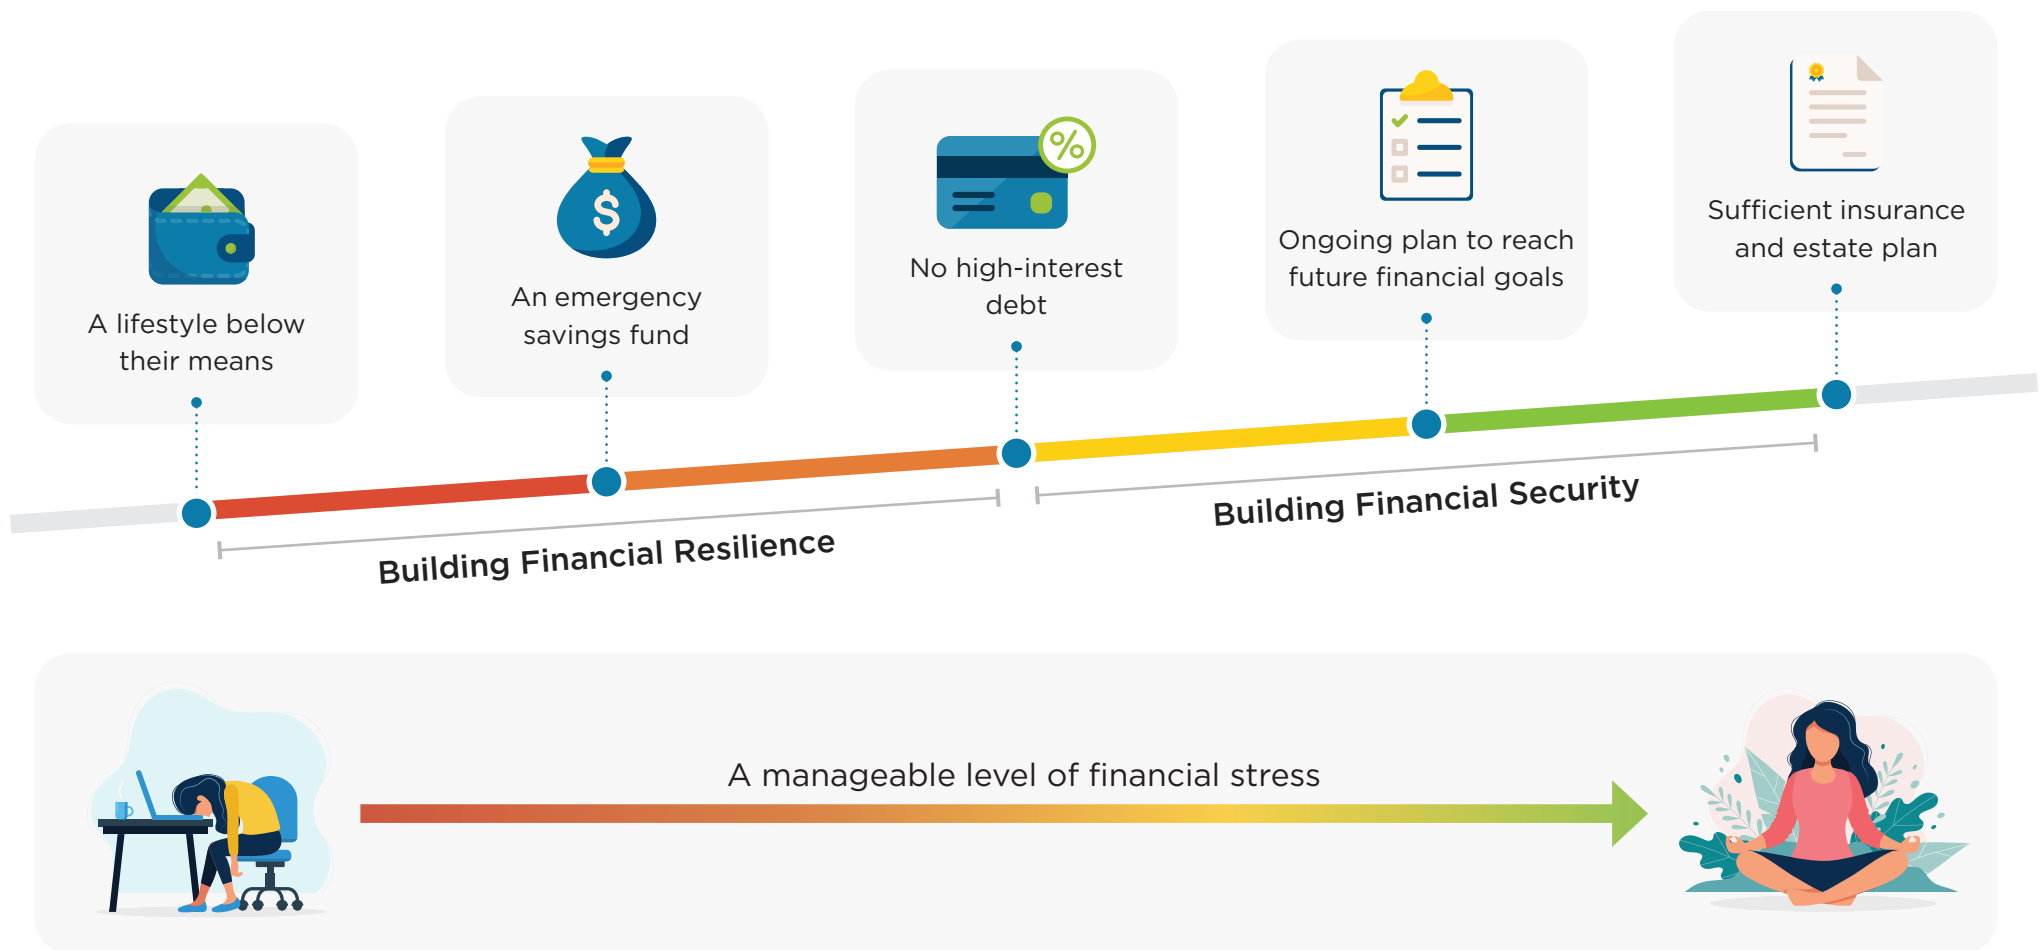 A lifestyle below
their means
An emergency
savings fund
No high-interest
debt
Ongoing plan to reach
future financial goals
Sufficient insurance
and estate plan
Building Financial Resilience
Building Financial Security
A manageable level of financial stress